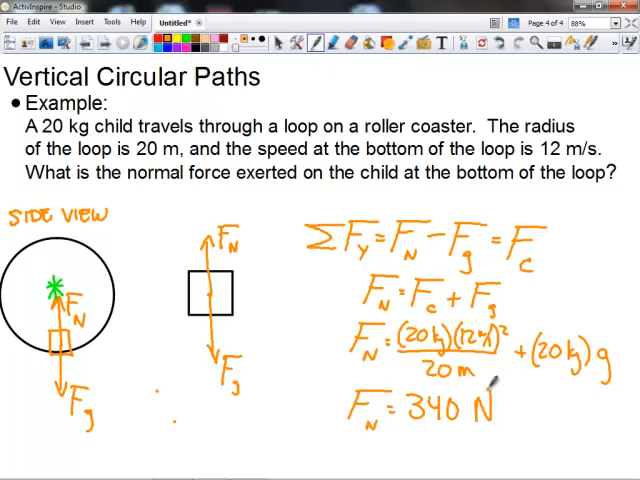 ActivInspire - Studio
File Edit View Insert Tools Help Untitled* Page 4 of 4 88%
Vertical Circular Paths
• Example:
A 20 kg child travels through a loop on a roller coaster. The radius
of the loop is 20 m, and the speed at the bottom of the loop is 12 m/s.
What is the normal force exerted on the child at the bottom of the loop?
SIDE VIEW
F_N
F_g
F_N
F_g
ΣF_y = F_N - F_g = F_c
F_N = F_c + F_g
F_N = (20 kg)(12 m/s)² / 20 m + (20 kg) g
F_N = 340 N